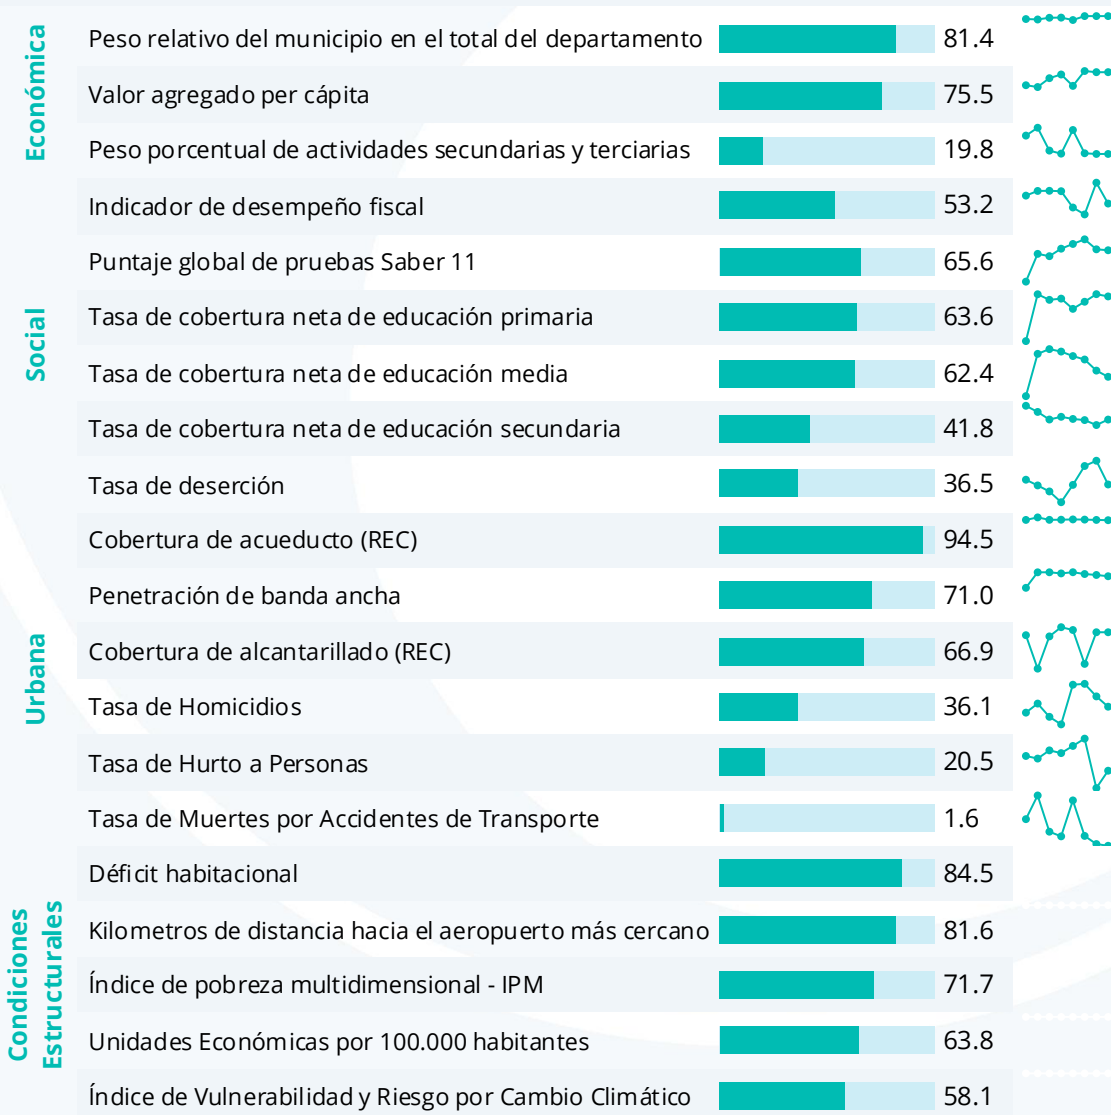 Económica
Peso relativo del municipio en el total del departamento 81.4
Valor agregado per cápita 75.5
Peso porcentual de actividades secundarias y terciarias 19.8
Indicador de desempeño fiscal 53.2
Social
Puntaje global de pruebas Saber 11 65.6
Tasa de cobertura neta de educación primaria 63.6
Tasa de cobertura neta de educación media 62.4
Tasa de cobertura neta de educación secundaria 41.8
Tasa de deserción 36.5
Urbana
Cobertura de acueducto (REC) 94.5
Penetración de banda ancha 71.0
Cobertura de alcantarillado (REC) 66.9
Tasa de Homicidios 36.1
Tasa de Hurto a Personas 20.5
Tasa de Muertes por Accidentes de Transporte 1.6
Condiciones
Estructurales
Déficit habitacional 84.5
Kilometros de distancia hacia el aeropuerto más cercano 81.6
Índice de pobreza multidimensional - IPM 71.7
Unidades Económicas por 100.000 habitantes 63.8
Índice de Vulnerabilidad y Riesgo por Cambio Climático 58.1